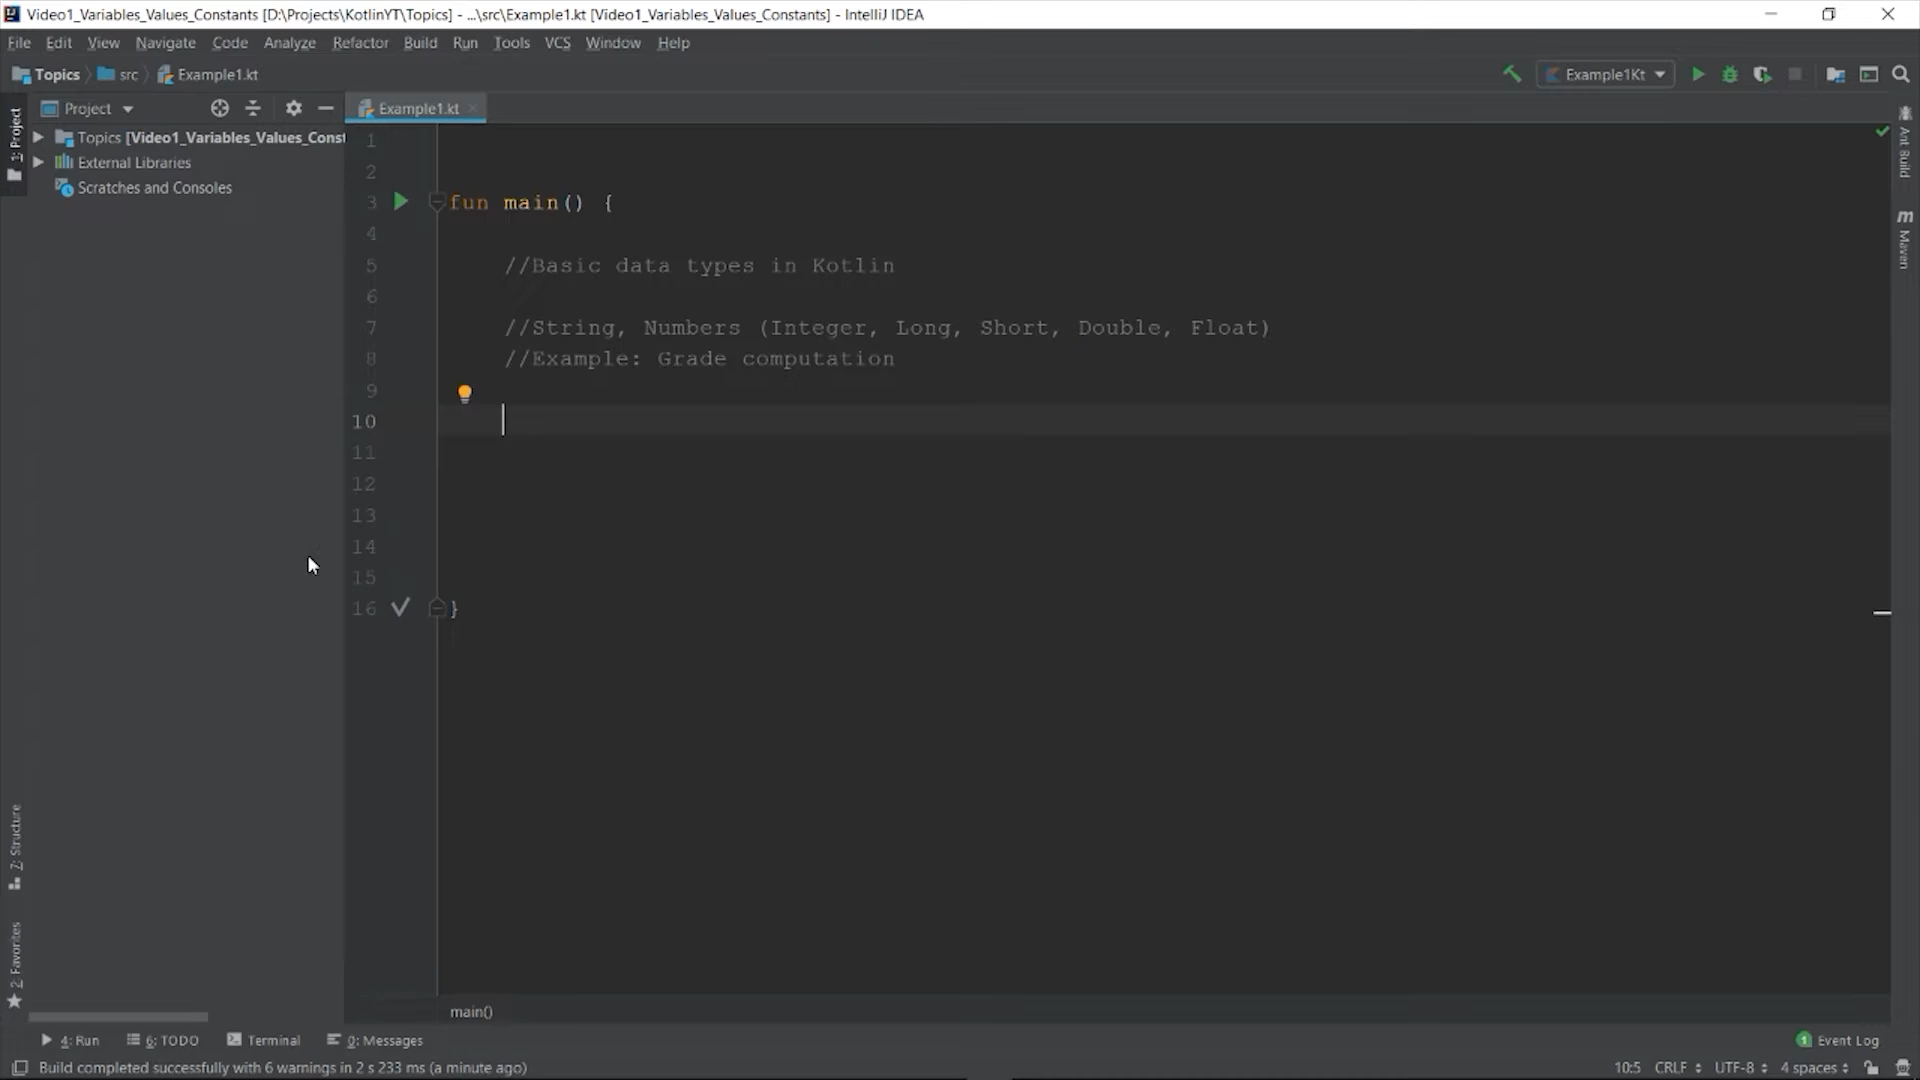 Video1_Variables_Values_Constants [D:\Projects\KotlinYT\Topics] - ...\src\Example1.kt [Video1_Variables_Values_Constants] - IntelliJ IDEA
File Edit View Navigate Code Analyze Refactor Build Run Tools VCS Window Help
Topics src Example1.kt
Example1Kt
Project
Example1.kt
1: Project
Topics [Video1_Variables_Values_Const
External Libraries
Scratches and Consoles
Ant Build
m Maven
1
2
3 fun main() {
4
5 //Basic data types in Kotlin
6
7 //String, Numbers (Integer, Long, Short, Double, Float)
8 //Example: Grade computation
9
10
11
12
13
14
15
16 }
7: Structure
2: Favorites
main()
4: Run 6: TODO Terminal 0: Messages
1 Event Log
Build completed successfully with 6 warnings in 2 s 233 ms (a minute ago)
10:5 CRLF UTF-8 4 spaces